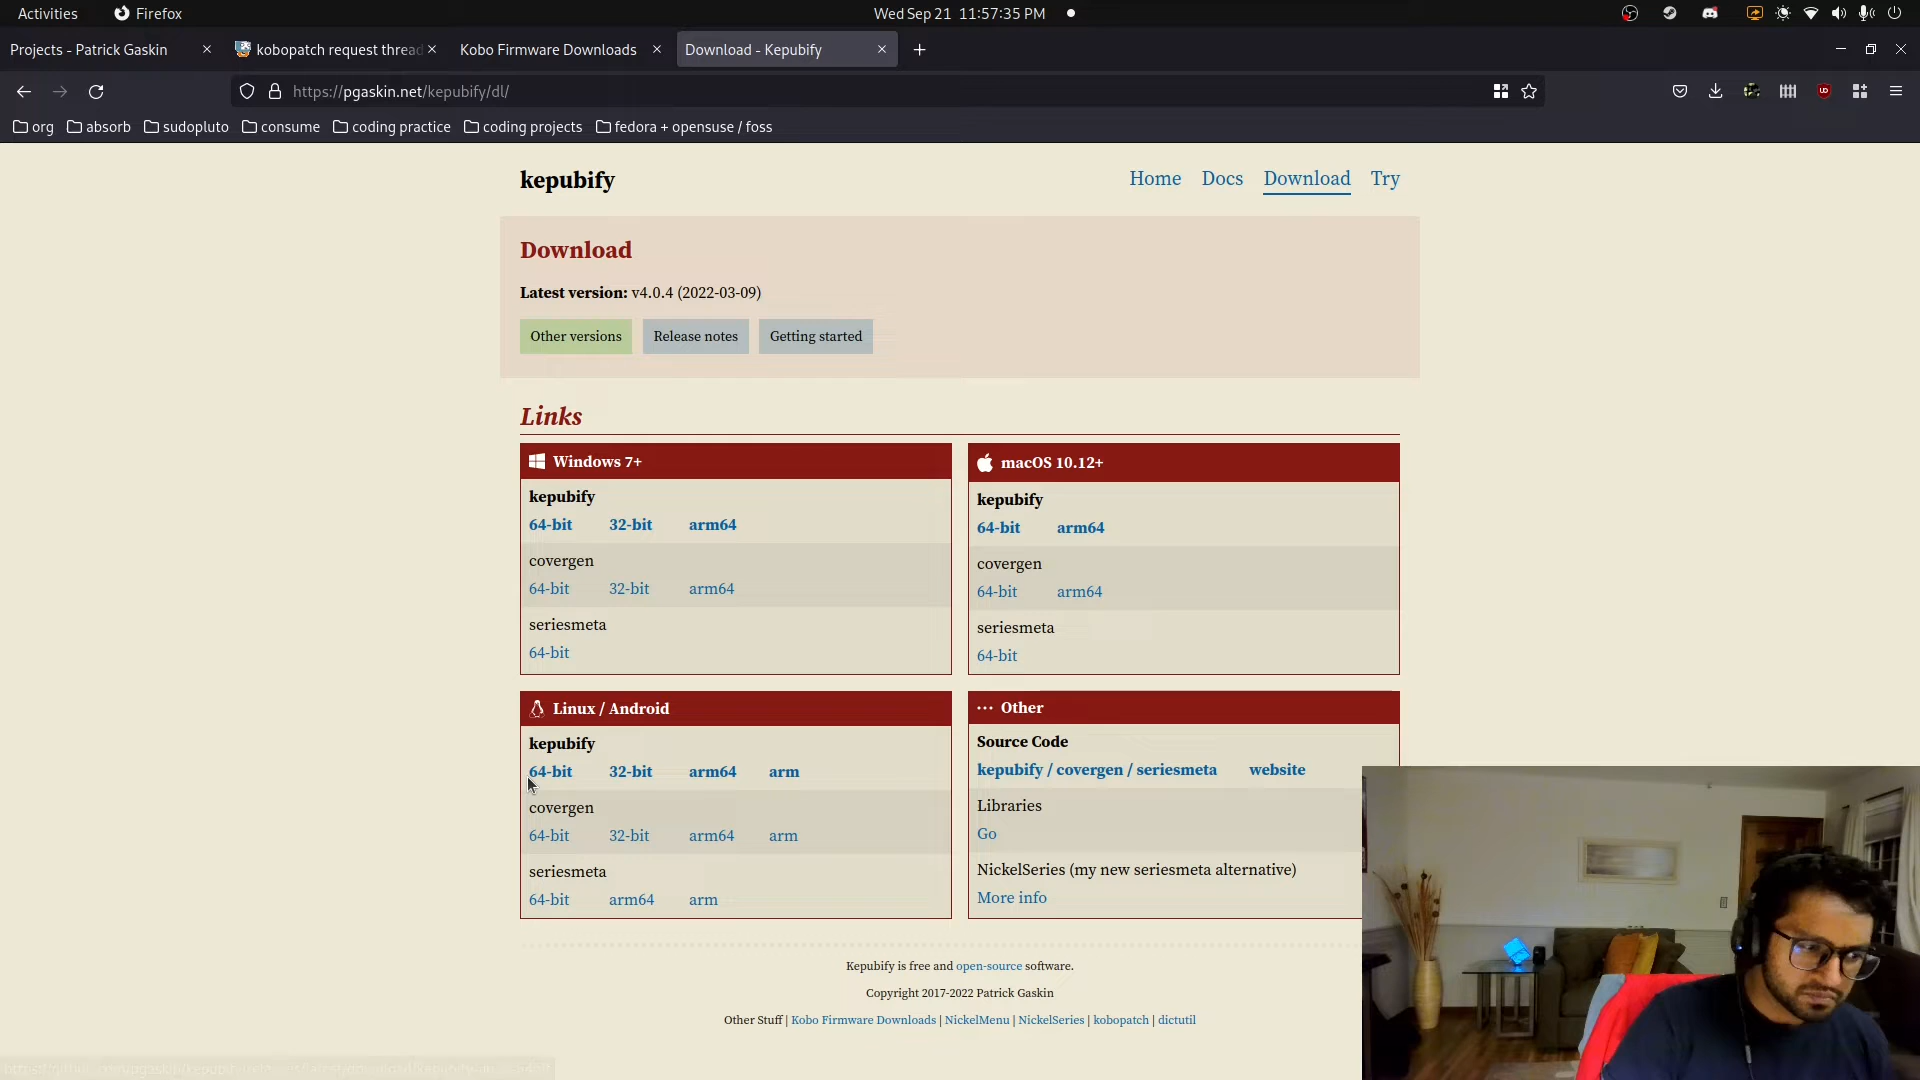 Activities
Firefox
Wed Sep 21 11:57:35 PM
Projects - Patrick Gaskin
kobopatch request thread
Kobo Firmware Downloads
Download - Kepubify
https://pgaskin.net/kepubify/dl/
org
absorb
sudopluto
consume
coding practice
coding projects
fedora + opensuse / foss
kepubify
Home Docs Download Try
Download
Latest version: v4.0.4 (2022-03-09)
Other versions Release notes Getting started
Links
Windows 7+
kepubify
64-bit 32-bit arm64
covergen
64-bit 32-bit arm64
seriesmeta
64-bit
macOS 10.12+
kepubify
64-bit arm64
covergen
64-bit arm64
seriesmeta
64-bit
Linux / Android
kepubify
64-bit 32-bit arm64 arm
covergen
64-bit 32-bit arm64 arm
seriesmeta
64-bit arm64 arm
Other
Source Code
kepubify / covergen / seriesmeta website
Libraries
Go
NickelSeries (my new seriesmeta alternative)
More info
Kepubify is free and open-source software.
Copyright 2017-2022 Patrick Gaskin
Other Stuff | Kobo Firmware Downloads | NickelMenu | NickelSeries | kobopatch | dictutil